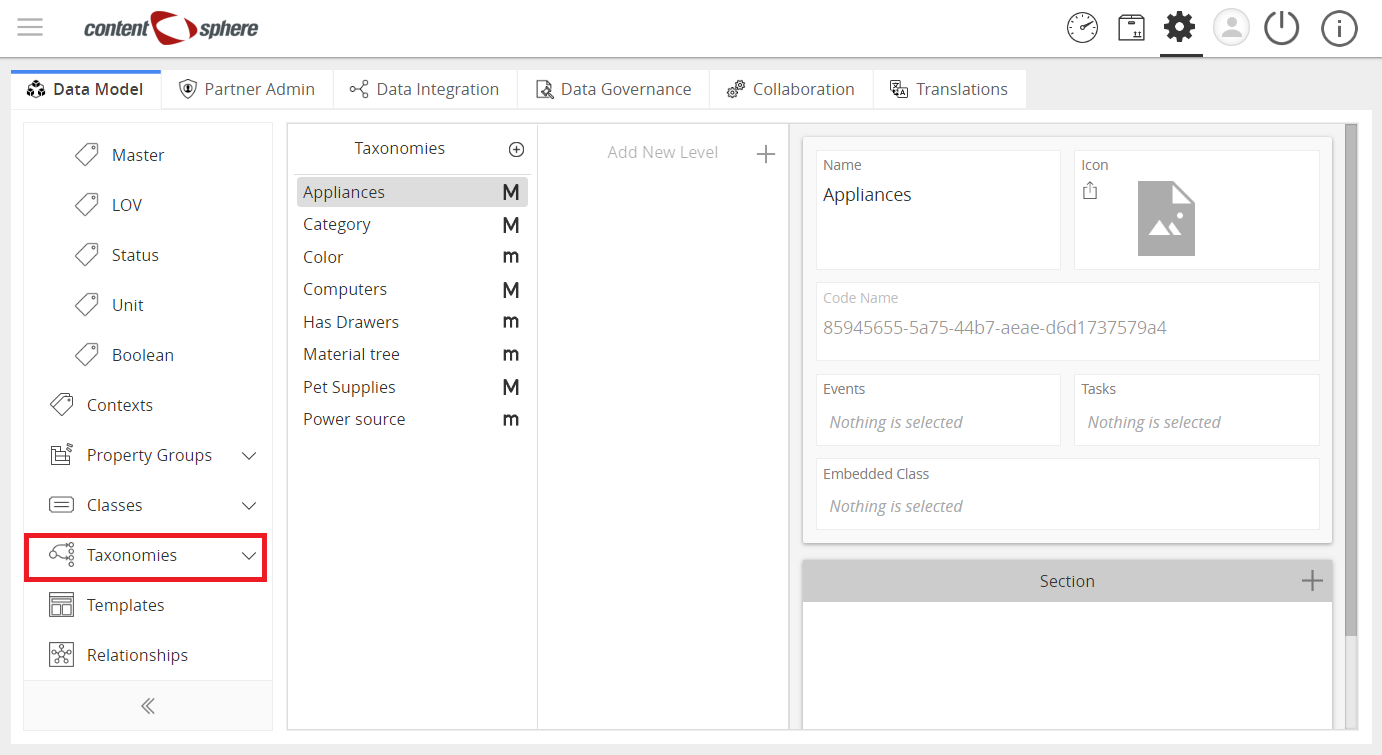 content sphere
Data Model
Partner Admin
Data Integration
Data Governance
Collaboration
Translations
Master
LOV
Status
Unit
Boolean
Contexts
Property Groups
Classes
Taxonomies
Templates
Relationships
Taxonomies
Appliances M
Category M
Color m
Computers M
Has Drawers m
Material tree m
Pet Supplies M
Power source m
Add New Level
Name
Appliances
Icon
Code Name
85945655-5a75-44b7-aeae-d6d1737579a4
Events
Nothing is selected
Tasks
Nothing is selected
Embedded Class
Nothing is selected
Section